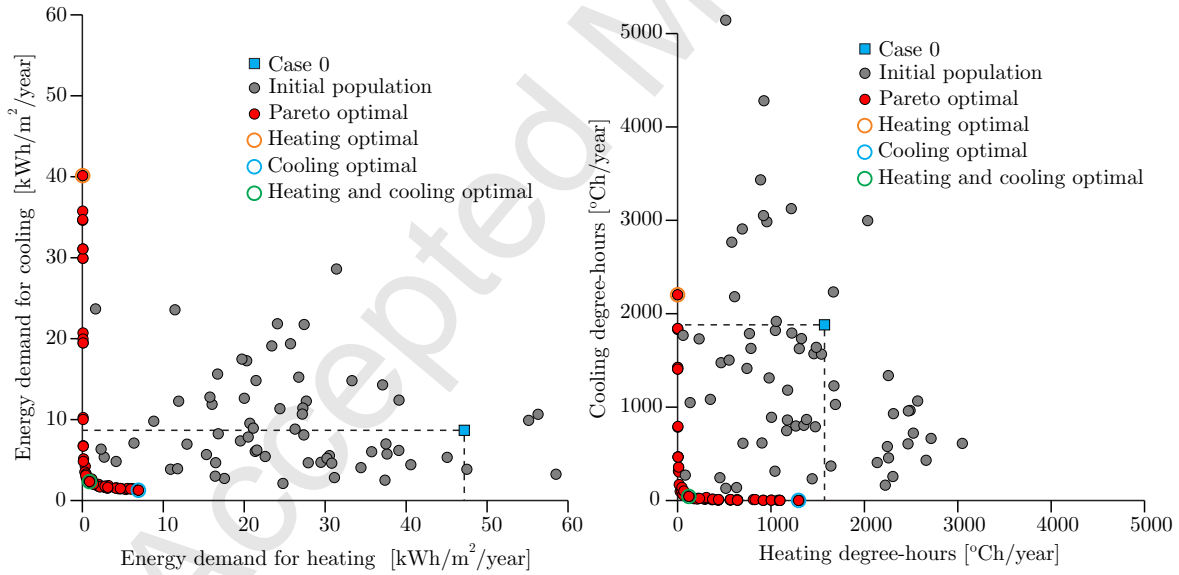 60
50
40
30
20
10
0
0
10
20
30
40
50
60
Energy demand for cooling [kWh/m²/year]
Energy demand for heating [kWh/m²/year]
Case 0
Initial population
Pareto optimal
Heating optimal
Cooling optimal
Heating and cooling optimal
5000
4000
3000
2000
1000
0
0
1000
2000
3000
4000
5000
Cooling degree-hours [°Ch/year]
Heating degree-hours [°Ch/year]
Case 0
Initial population
Pareto optimal
Heating optimal
Cooling optimal
Heating and cooling optimal
Accepted M